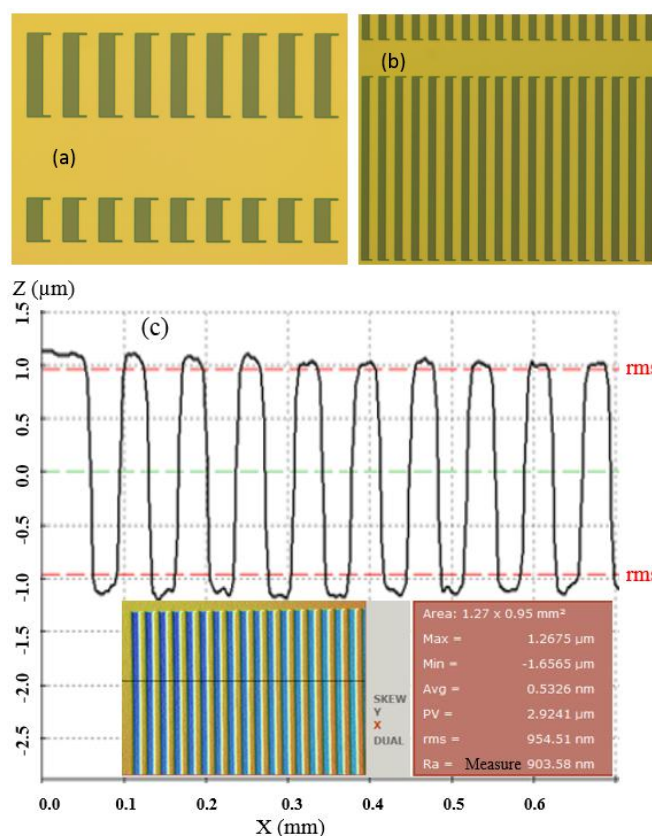 (a)
(b)
Z (µm)
(c)
1.5
1.0
0.5
0.0
-0.5
-1.0
-1.5
-2.0
-2.5
rms
rms
Area: 1.27 x 0.95 mm²
Max = 1.2675 µm
Min = -1.6565 µm
Avg = 0.5326 nm
PV = 2.9241 µm
rms = 954.51 nm
Ra = Measure 903.58 nm
SKEW
Y
X
DUAL
0.0 0.1 0.2 0.3 0.4 0.5 0.6
X (mm)